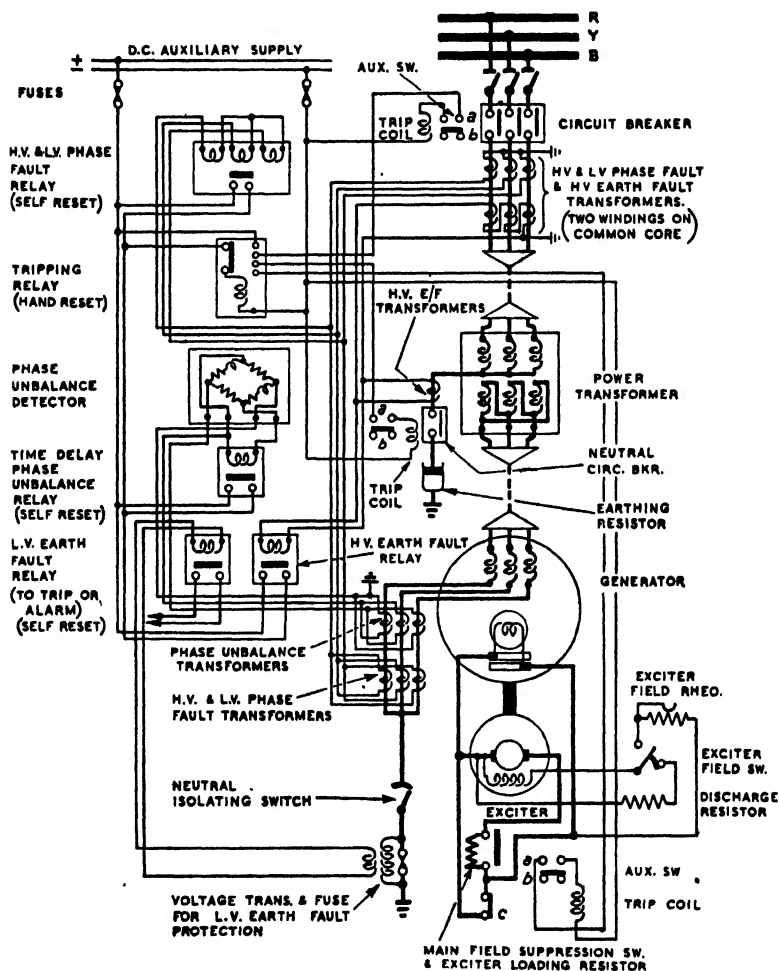 R
Y
B
D.C. AUXILIARY SUPPLY
+
−
FUSES
AUX. SW.
TRIP
COIL
a
b
CIRCUIT BREAKER
H.V. & L.V. PHASE
FAULT
RELAY
(SELF RESET)
HV & LV PHASE FAULT
& HV EARTH FAULT
TRANSFORMERS.
(TWO WINDINGS ON
COMMON CORE)
TRIPPING
RELAY
(HAND RESET)
H.V. E/F
TRANSFORMERS
PHASE
UNBALANCE
DETECTOR
POWER
TRANSFORMER
a
b
TRIP
COIL
NEUTRAL
CIRC. BKR.
EARTHING
RESISTOR
TIME DELAY
PHASE
UNBALANCE
RELAY
(SELF RESET)
L.V. EARTH
FAULT
RELAY
(TO TRIP OR
ALARM)
(SELF RESET)
H.V. EARTH FAULT
RELAY
GENERATOR
PHASE UNBALANCE
TRANSFORMERS
H.V. & L.V. PHASE
FAULT TRANSFORMERS
EXCITER
FIELD RHEO.
EXCITER
FIELD SW.
DISCHARGE
RESISTOR
NEUTRAL
ISOLATING SWITCH
EXCITER
a
b
AUX. SW
TRIP COIL
c
VOLTAGE TRANS. & FUSE
FOR L.V. EARTH FAULT
PROTECTION
MAIN FIELD SUPPRESSION SW.
& EXCITER LOADING RESISTOR